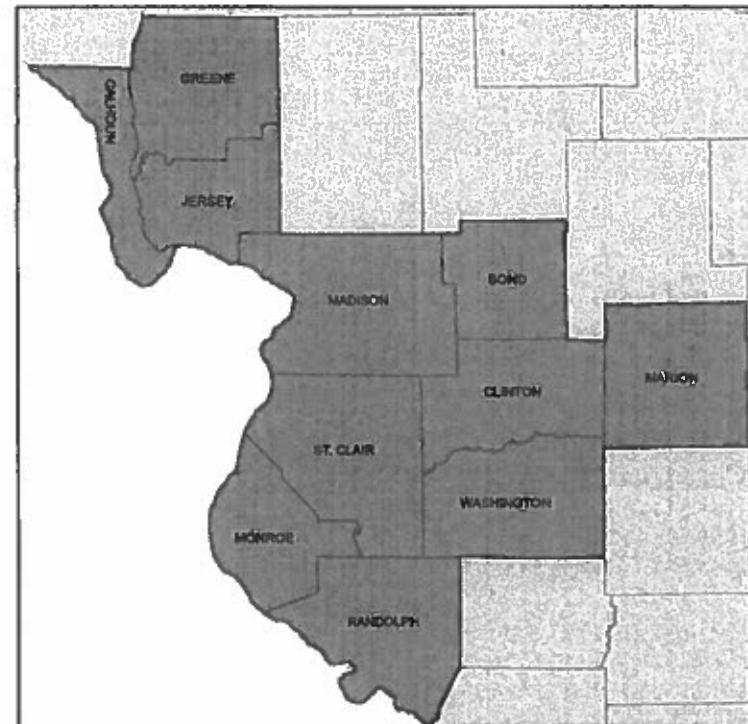 GREENE
CALHOUN
JERSEY
BOND
MADISON
MARION
CLINTON
ST. CLAIR
WASHINGTON
MONROE
RANDOLPH